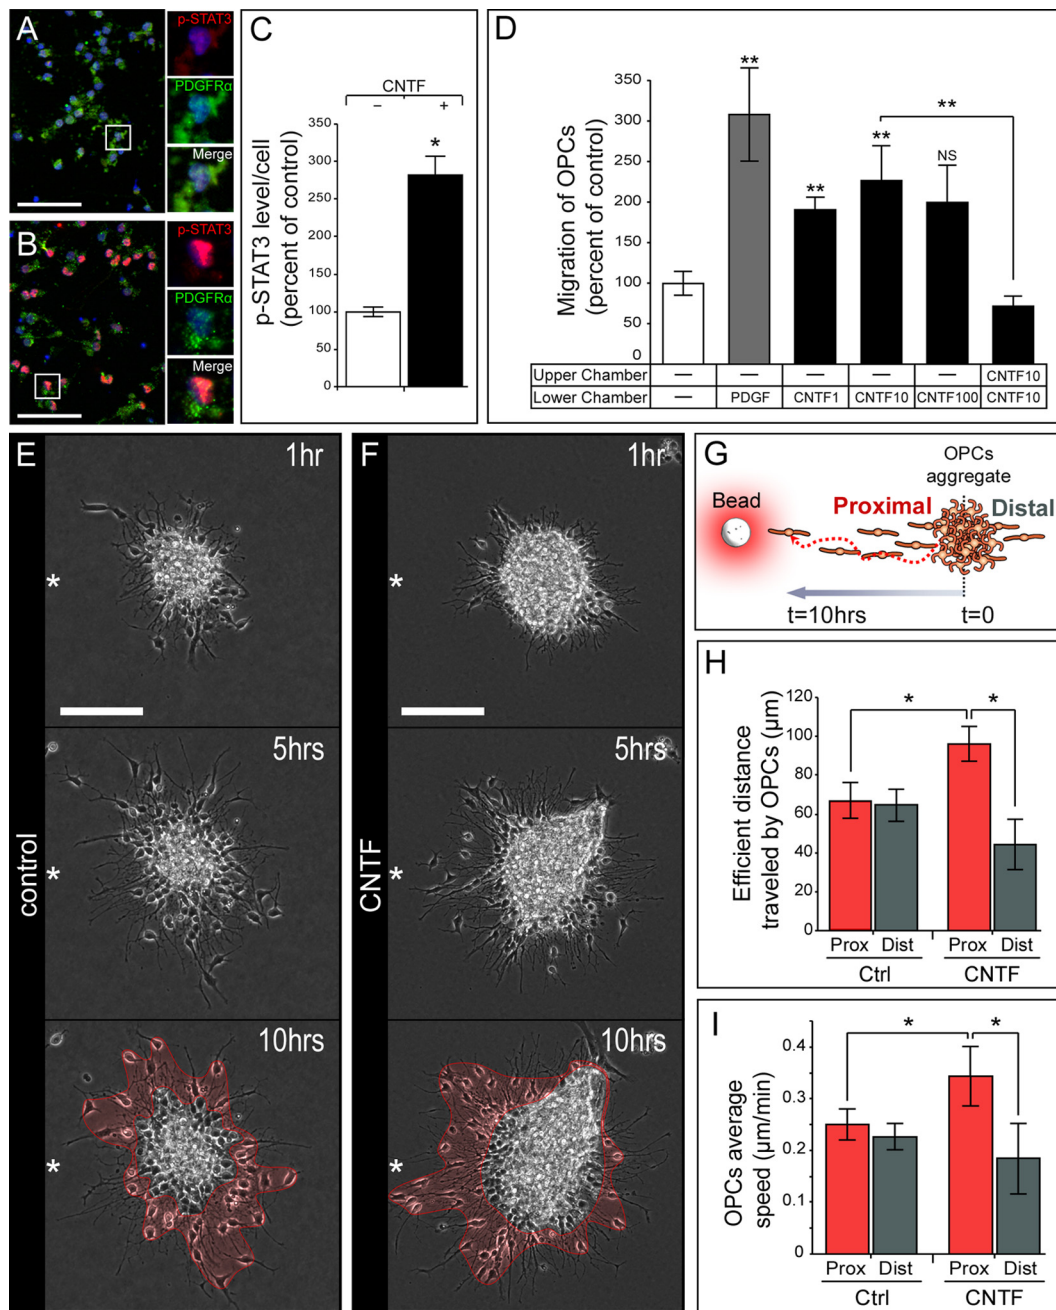 A
p-STAT3
PDGFRα
Merge
B
p-STAT3
PDGFRα
Merge
C
CNTF
– +
p-STAT3 level/cell
(percent of control)
350
300
250
200
150
100
50
0
*
D
Migration of OPCs
(percent of control)
350
300
250
200
150
100
50
0
**
**
**
NS
**
Upper Chamber — — — — — CNTF10
Lower Chamber — PDGF CNTF1 CNTF10 CNTF100 CNTF10
E
control
1hr
*
5hrs
*
10hrs
*
F
CNTF
1hr
*
5hrs
*
10hrs
*
G
OPCs
aggregate
Bead
Proximal
Distal
t=10hrs
t=0
H
Efficient distance
traveled by OPCs (µm)
120
100
80
60
40
20
0
* *
Prox Dist Prox Dist
Ctrl CNTF
I
OPCs average
speed (µm/min)
0.4
0.3
0.2
0.1
0
* *
Prox Dist Prox Dist
Ctrl CNTF